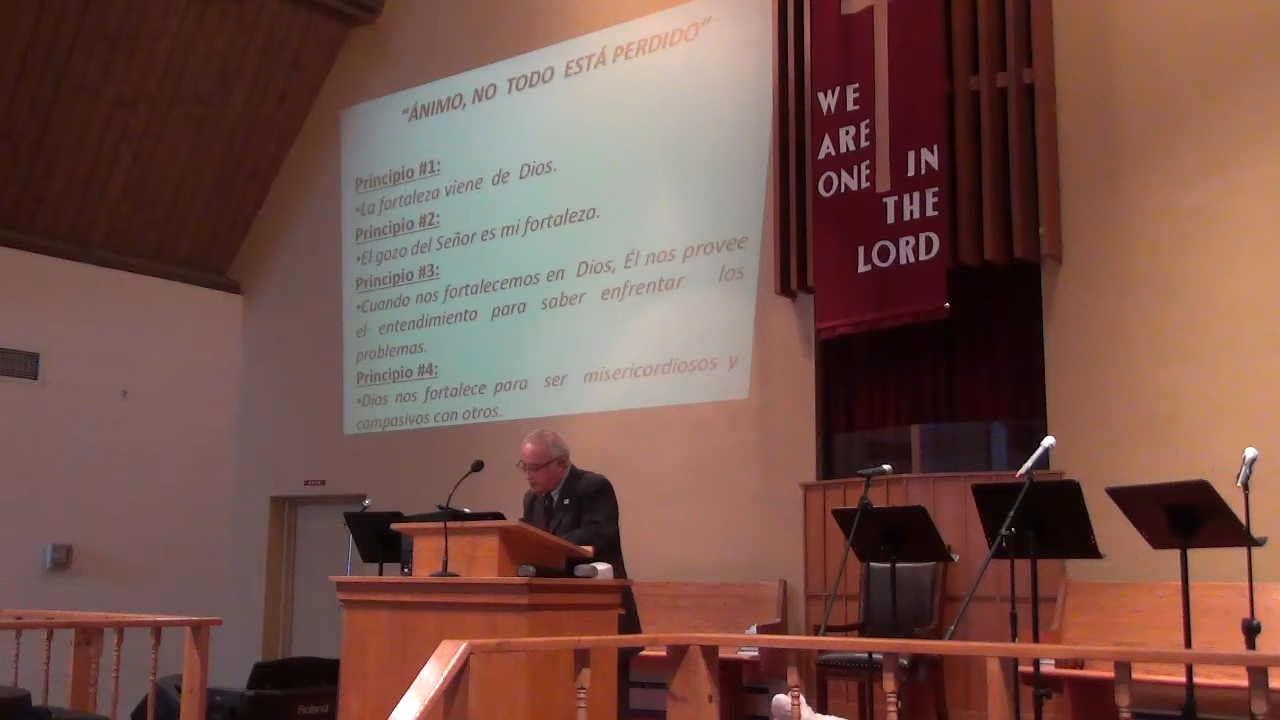 "ÁNIMO, NO TODO ESTÁ PERDIDO"
Principio #1:
•La fortaleza viene de Dios.
Principio #2:
•El gozo del Señor es mi fortaleza.
Principio #3:
•Cuando nos fortalecemos en Dios, Él nos provee
el entendimiento para saber enfrentar los
problemas.
Principio #4:
•Dios nos fortalece para ser misericordiosos y
compasivos con otros.
WE
ARE
ONE IN
THE
LORD
Roland